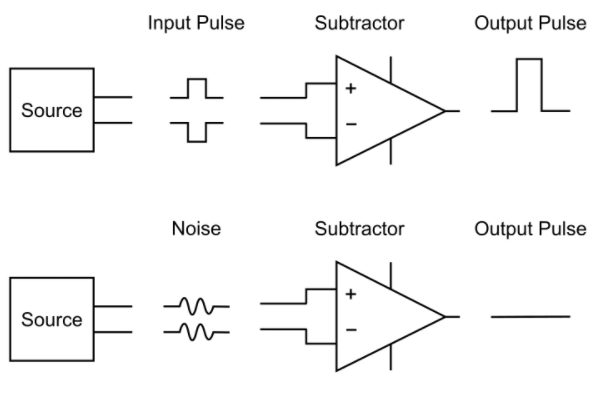 Input Pulse Subtractor Output Pulse
Source
+
−
Noise Subtractor Output Pulse
Source
+
−